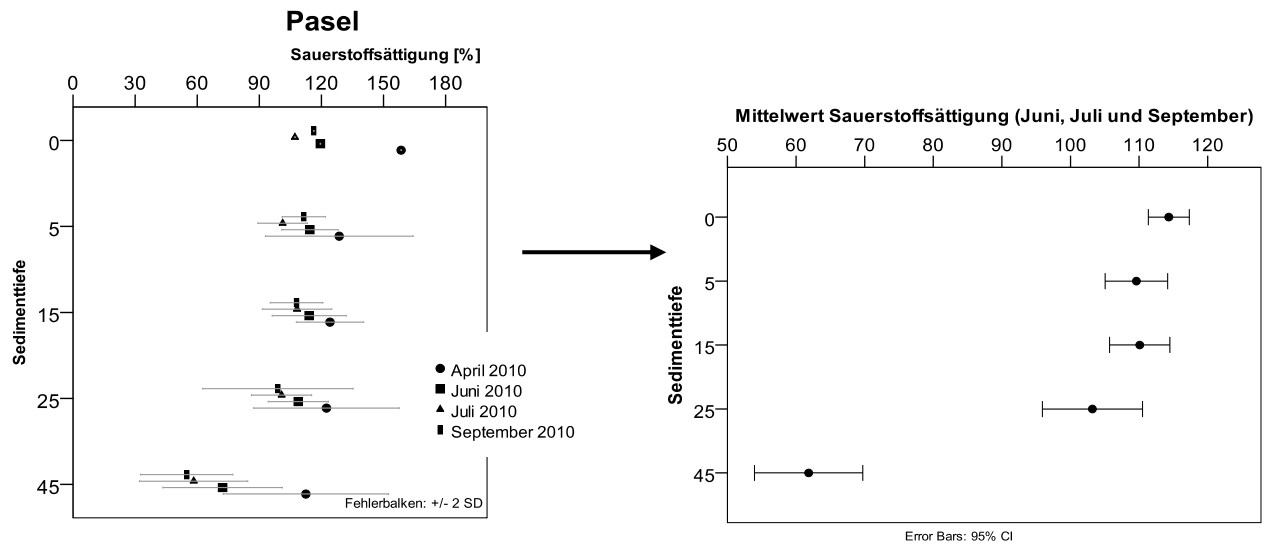 Pasel
Sauerstoffsättigung [%]
0 30 60 90 120 150 180
0
5
15
25
45
Sedimenttiefe
April 2010
Juni 2010
Juli 2010
September 2010
Fehlerbalken: +/- 2 SD
Mittelwert Sauerstoffsättigung (Juni, Juli und September)
50 60 70 80 90 100 110 120
0
5
15
25
45
Sedimenttiefe
Error Bars: 95% CI